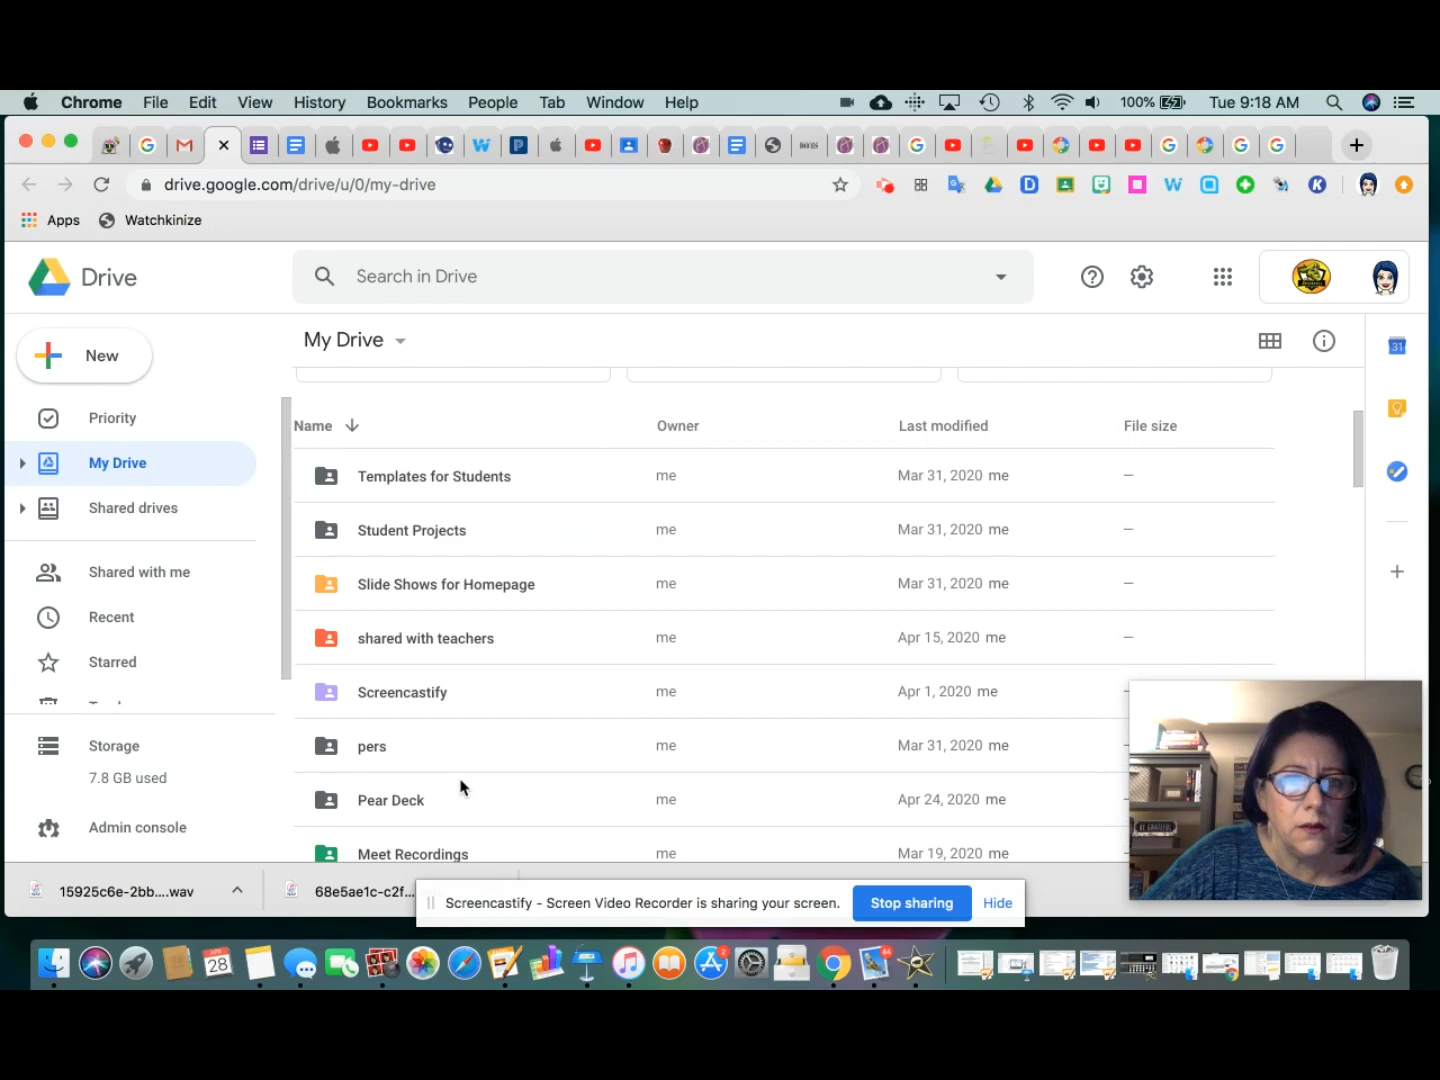 Chrome File Edit View History Bookmarks People Tab Window Help 100% Tue 9:18 AM
drive.google.com/drive/u/0/my-drive
Apps Watchkinize
Drive Search in Drive
New My Drive
31
Priority
Name Owner Last modified File size
My Drive
Templates for Students me Mar 31, 2020 me –
Shared drives
Student Projects me Mar 31, 2020 me –
Shared with me
Slide Shows for Homepage me Mar 31, 2020 me –
Recent
shared with teachers me Apr 15, 2020 me –
Starred
Screencastify me Apr 1, 2020 me
Storage
pers me Mar 31, 2020 me
7.8 GB used
Pear Deck me Apr 24, 2020 me
Admin console
Meet Recordings me Mar 19, 2020 me
BE GRATEFUL
15925c6e-2bb....wav 68e5ae1c-c2f...
Screencastify - Screen Video Recorder is sharing your screen. Stop sharing Hide
28